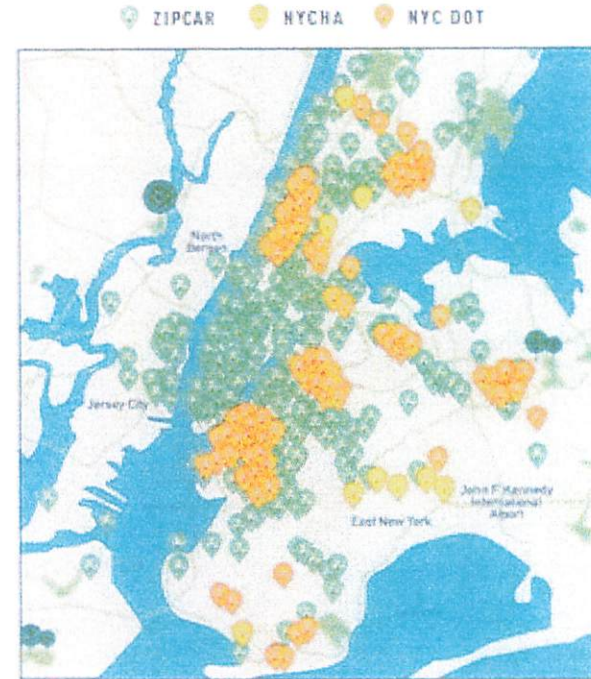 ZIPCAR NYCHA NYC DOT
North
Bergen
Jersey City
John F Kennedy
International
Airport
East New York